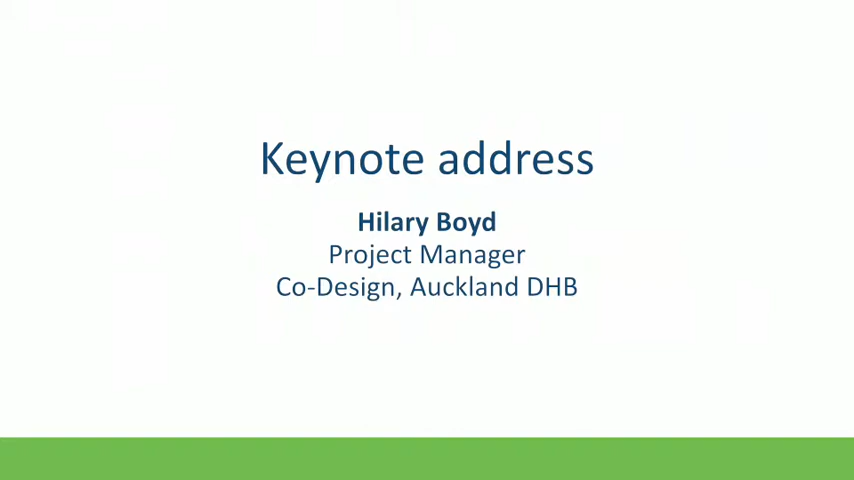 Keynote address
Hilary Boyd
Project Manager
Co-Design, Auckland DHB